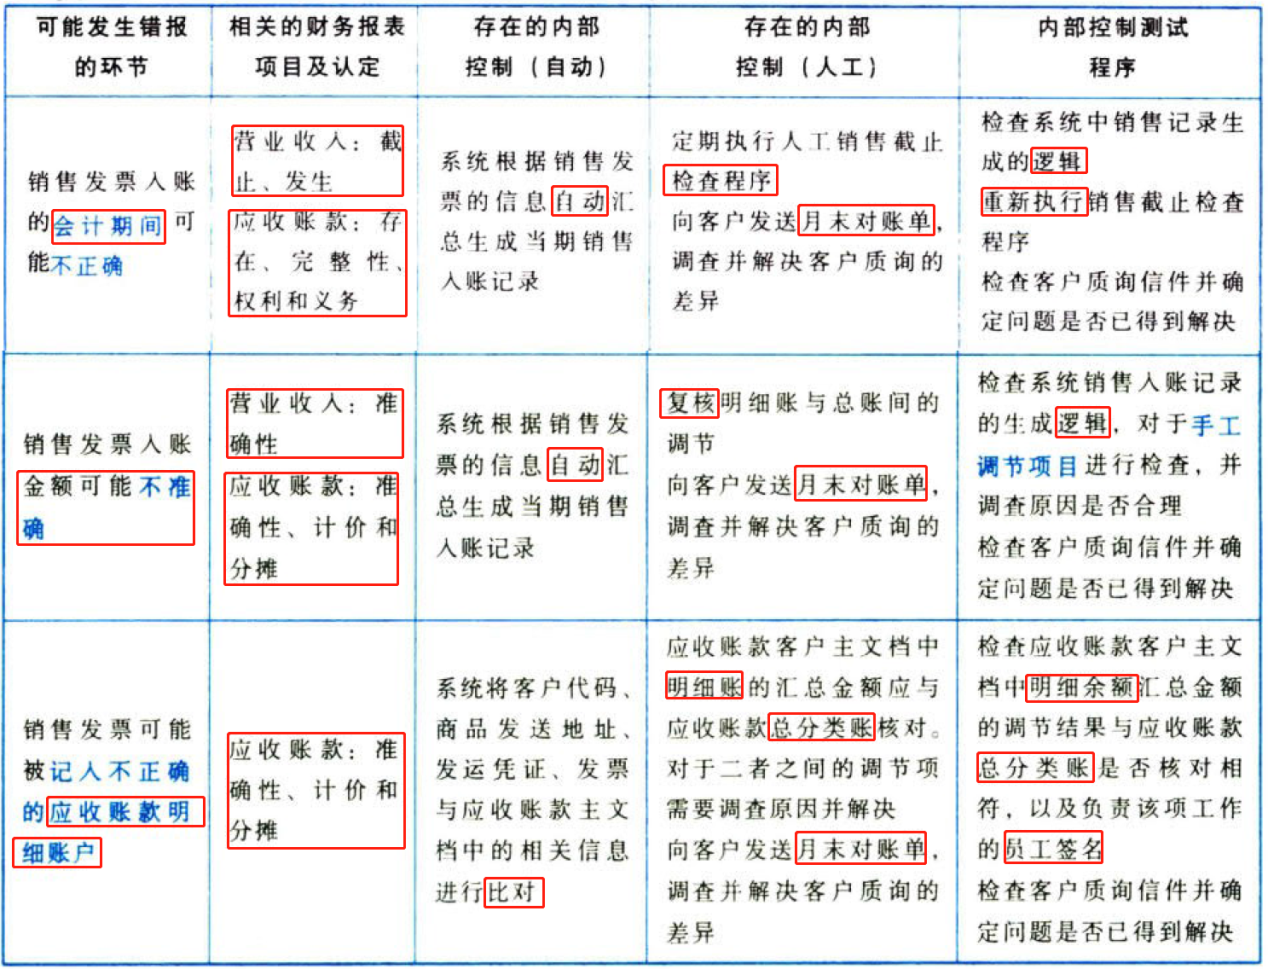 可能发生错报
的环节
相关的财务报表
项目及认定
存在的内部
控制（自动）
存在的内部
控制（人工）
内部控制测试
程序
销售发票入账
的会计期间可
能不正确
营业收入：截
止、发生
应收账款：存
在、完整性、
权利和义务
系统根据销售发
票的信息自动汇
总生成当期销售
入账记录
定期执行人工销售截止
检查程序
向客户发送月末对账单，
调查并解决客户质询的
差异
检查系统中销售记录生
成的逻辑
重新执行销售截止检查
程序
检查客户质询信件并确
定问题是否已得到解决
销售发票入账
金额可能不准
确
营业收入：准
确性
应收账款：准
确性、计价和
分摊
系统根据销售发
票的信息自动汇
总生成当期销售
入账记录
复核明细账与总账间的
调节
向客户发送月末对账单，
调查并解决客户质询的
差异
检查系统销售入账记录
的生成逻辑，对于手工
调节项目进行检查，并
调查原因是否合理
检查客户质询信件并确
定问题是否已得到解决
销售发票可能
被记入不正确
的应收账款明
细账户
应收账款：准
确性、计价和
分摊
系统将客户代码、
商品发送地址、
发运凭证、发票
与应收账款主文
档中的相关信息
进行比对
应收账款客户主文档中
明细账的汇总金额应与
应收账款总分类账核对。
对于二者之间的调节项
需要调查原因并解决
向客户发送月末对账单，
调查并解决客户质询的
差异
检查应收账款客户主文
档中明细余额汇总金额
的调节结果与应收账款
总分类账是否核对相
符，以及负责该项工作
的员工签名
检查客户质询信件并确
定问题是否已得到解决